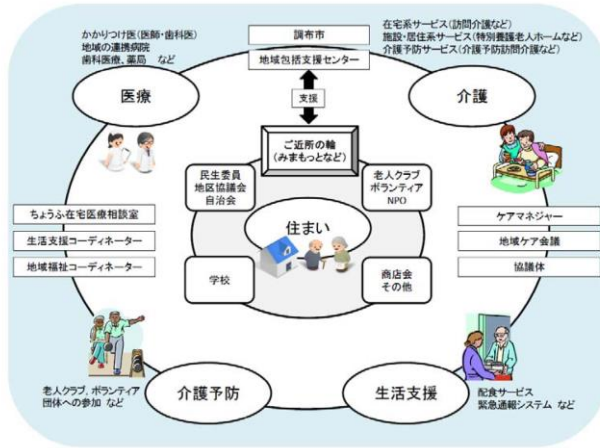 かかりつけ医(医師・歯科医)
地域の連携病院
歯科医療、薬局 など
調布市
地域包括支援センター
在宅系サービス(訪問介護など)
施設・居住系サービス(特別養護老人ホームなど)
介護予防サービス(介護予防訪問介護など)
医療
支援
介護
ご近所の輪
(みまもっとなど)
民生委員
地区協議会
自治会
老人クラブ
ボランティア
NPO
ちょうふ在宅医療相談室
生活支援コーディネーター
地域福祉コーディネーター
住まい
ケアマネジャー
地域ケア会議
協議体
学校
商店会
その他
老人クラブ、ボランティア
団体への参加 など
介護予防
生活支援
配食サービス
緊急通報システム など